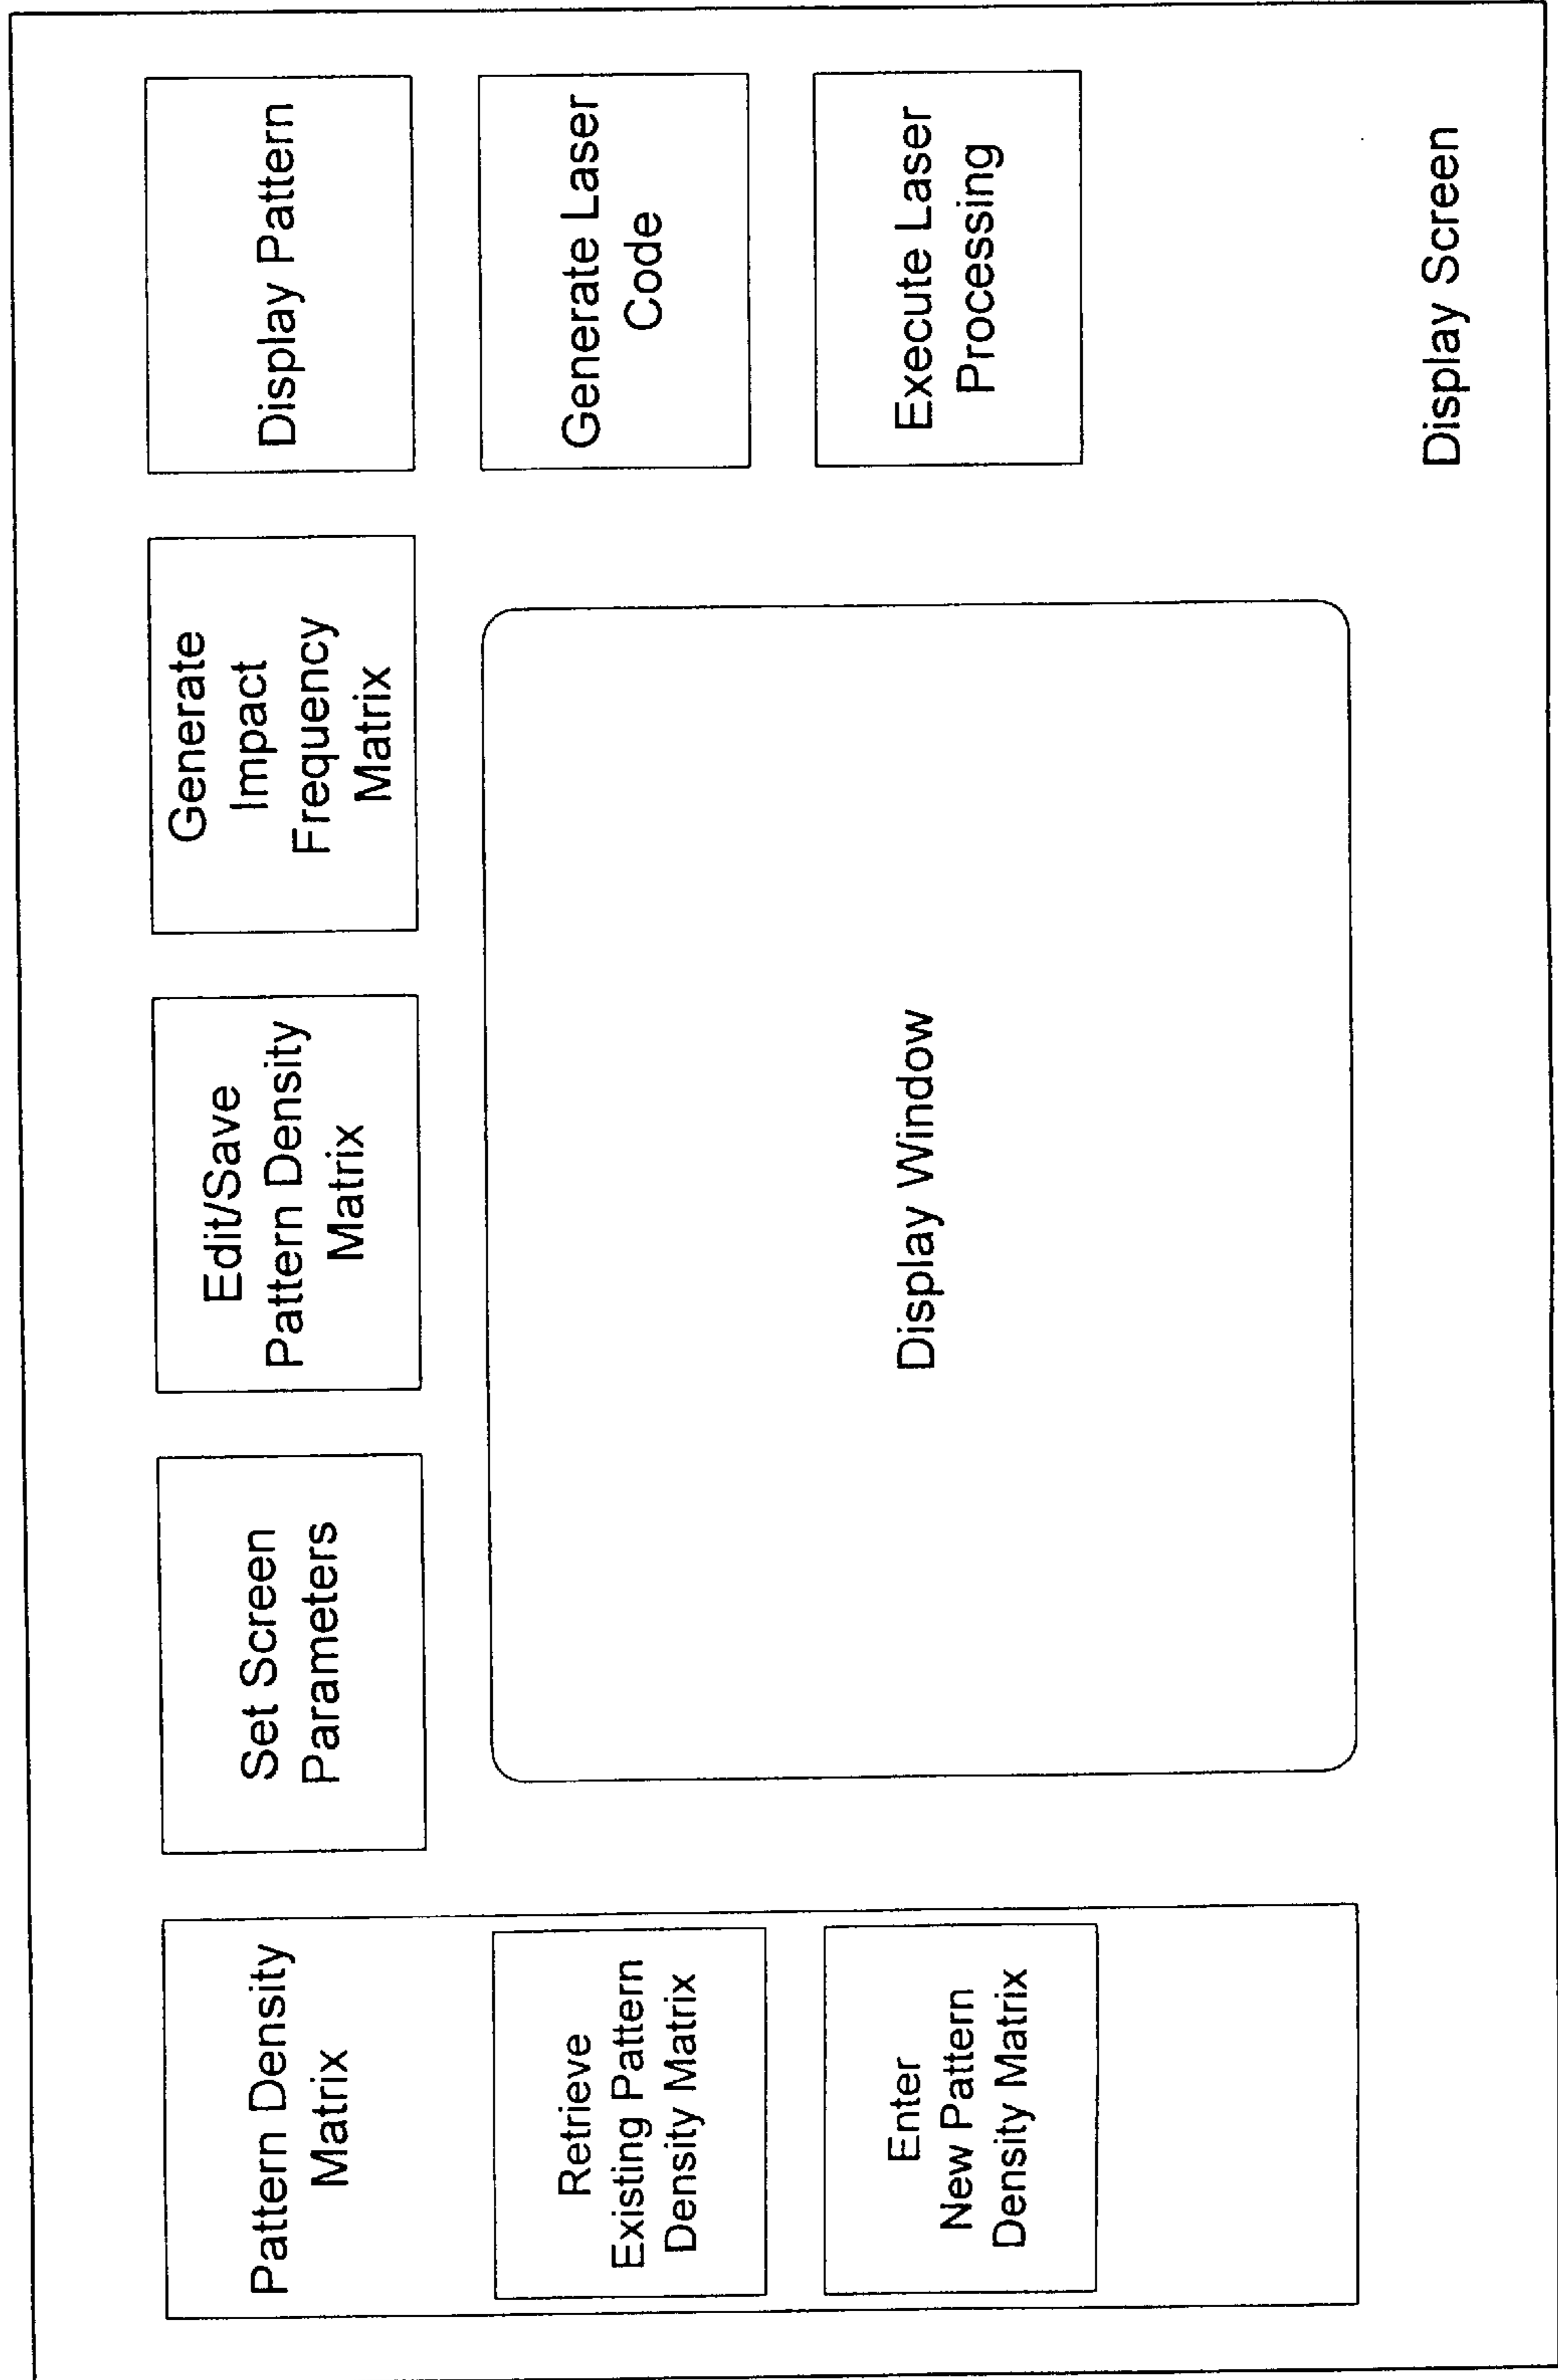 Pattern Density
Matrix
Retrieve
Existing Pattern
Density Matrix
Enter
New Pattern
Density Matrix
Set Screen
Parameters
Edit/Save
Pattern Density
Matrix
Generate
Impact
Frequency
Matrix
Display Pattern
Generate Laser
Code
Execute Laser
Processing
Display Window
Display Screen